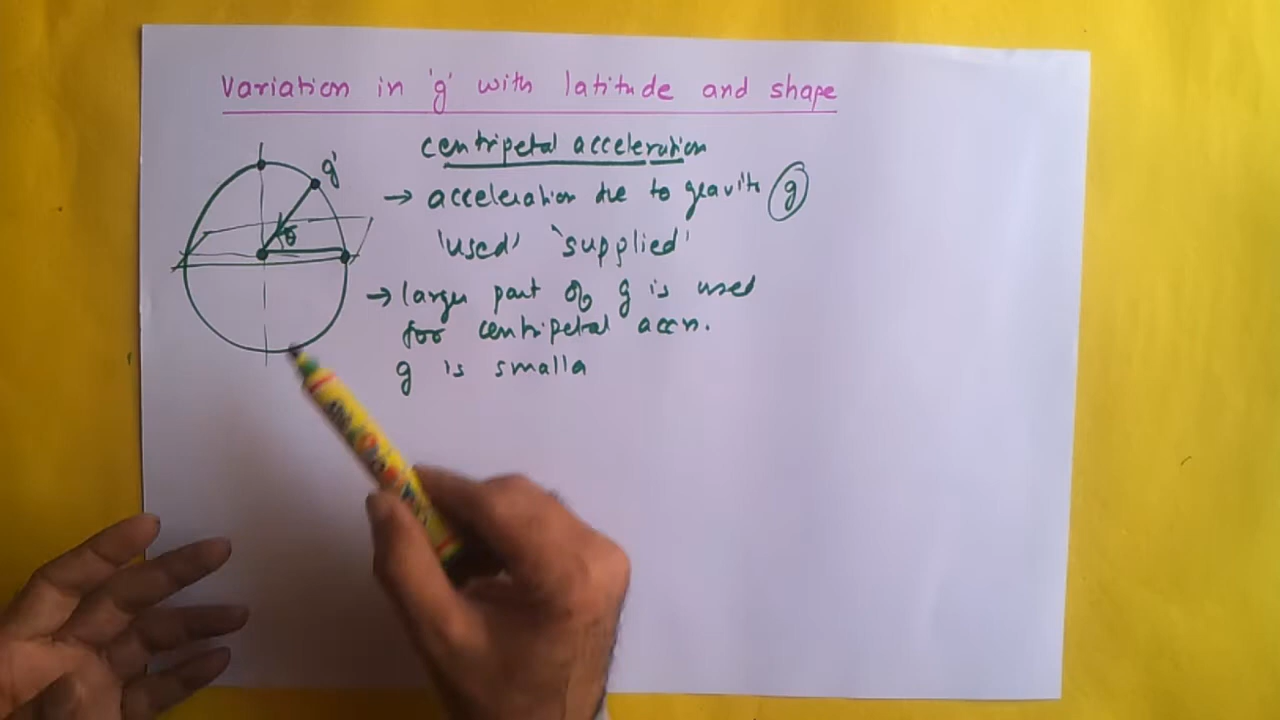 Variation in 'g' with latitude and shape
centripetal acceleration
g'
→ acceleration due to gravity g
θ
'used' 'supplied'
→ larger part of g is used
for centripetal accn.
g is smaller